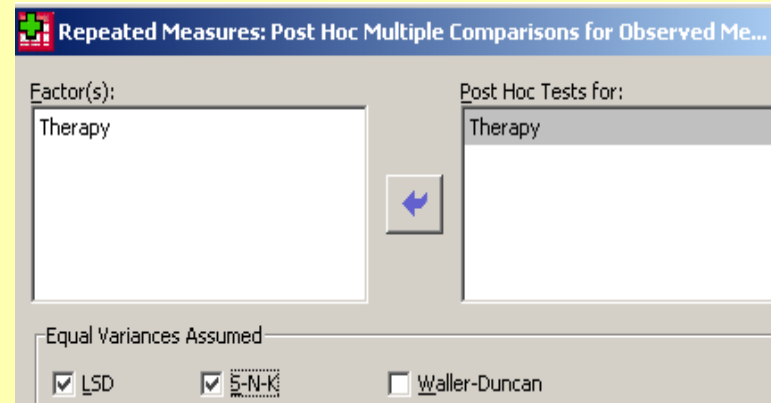 Repeated Measures: Post Hoc Multiple Comparisons for Observed Me...
Factor(s): Post Hoc Tests for:
Therapy Therapy
Equal Variances Assumed
LSD S-N-K Waller-Duncan